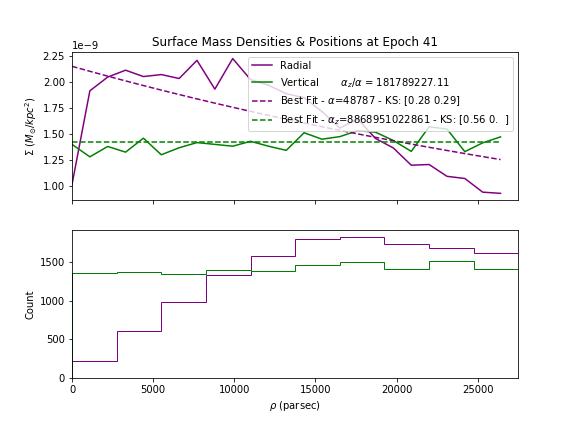 Surface Mass Densities & Positions at Epoch 41
1e−9
2.25
2.00
1.75
1.50
1.25
1.00
Σ (M⊙/kpc²)
Radial
Vertical α_z/α = 181789227.11
Best Fit - α=48787 - KS: [0.28 0.29]
Best Fit - α_z=8868951022861 - KS: [0.56 0. ]
1500
1000
500
0
Count
0 5000 10000 15000 20000 25000
ρ (parsec)